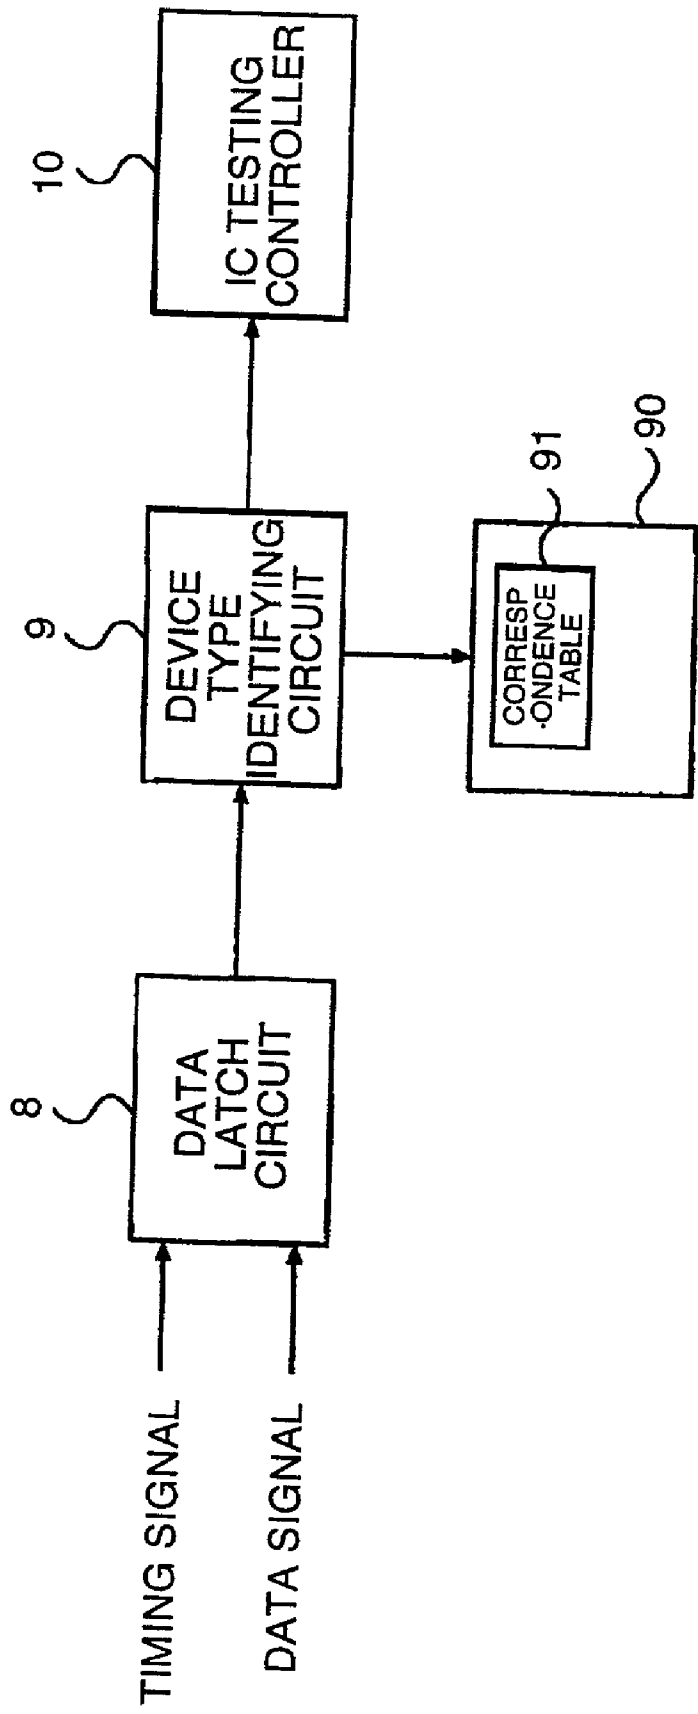 TIMING SIGNAL
DATA SIGNAL
8
DATA
LATCH
CIRCUIT
9
DEVICE
TYPE
IDENTIFYING
CIRCUIT
10
IC TESTING
CONTROLLER
CORRESP
-ONDENCE
TABLE
91
90